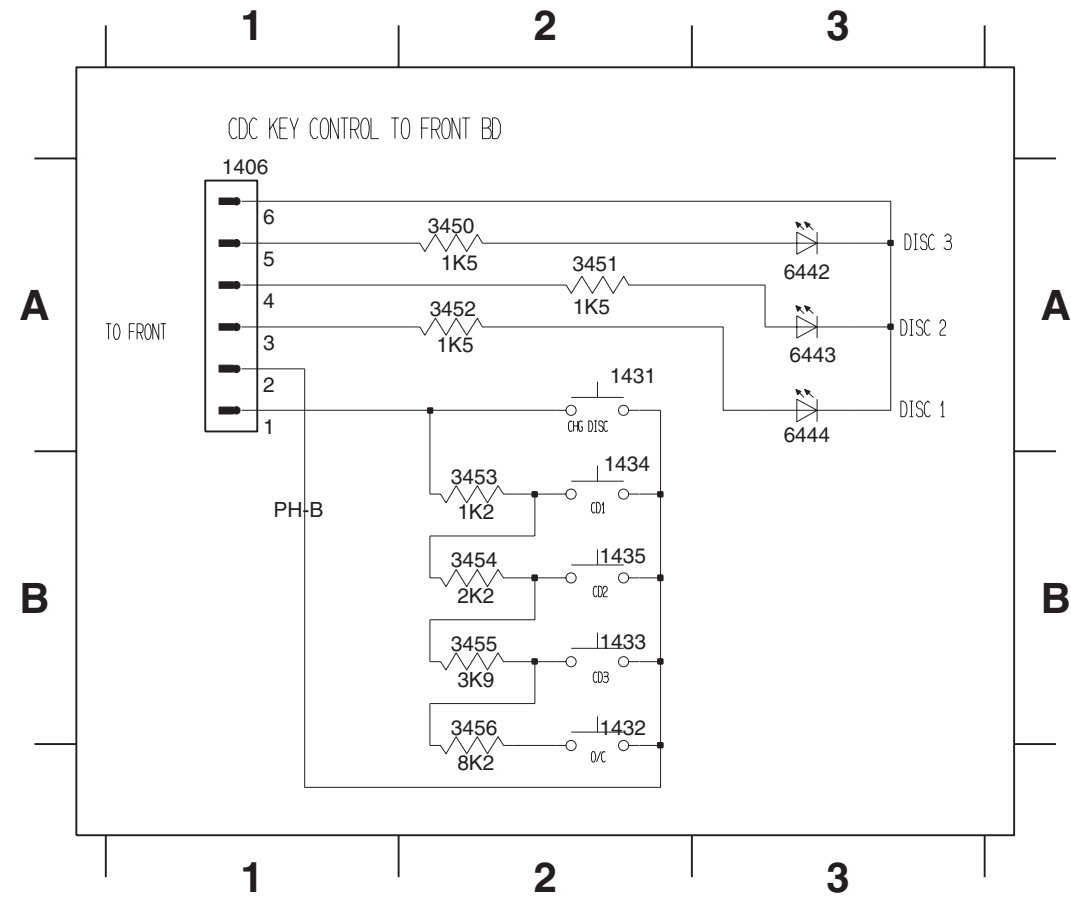 1 2 3
CDC KEY CONTROL TO FRONT BD
1406
6
3450
DISC 3
5
1K5
3451
6442
4
A
3452
1K5
A
TO FRONT
1K5
DISC 2
3
6443
2
1431
DISC 1
1
CHG DISC
6444
3453
1434
PH-B
1K2
CD1
3454
1435
2K2
CD2
B
B
3455
1433
3K9
CD3
3456
1432
8K2
O/C
1 2 3